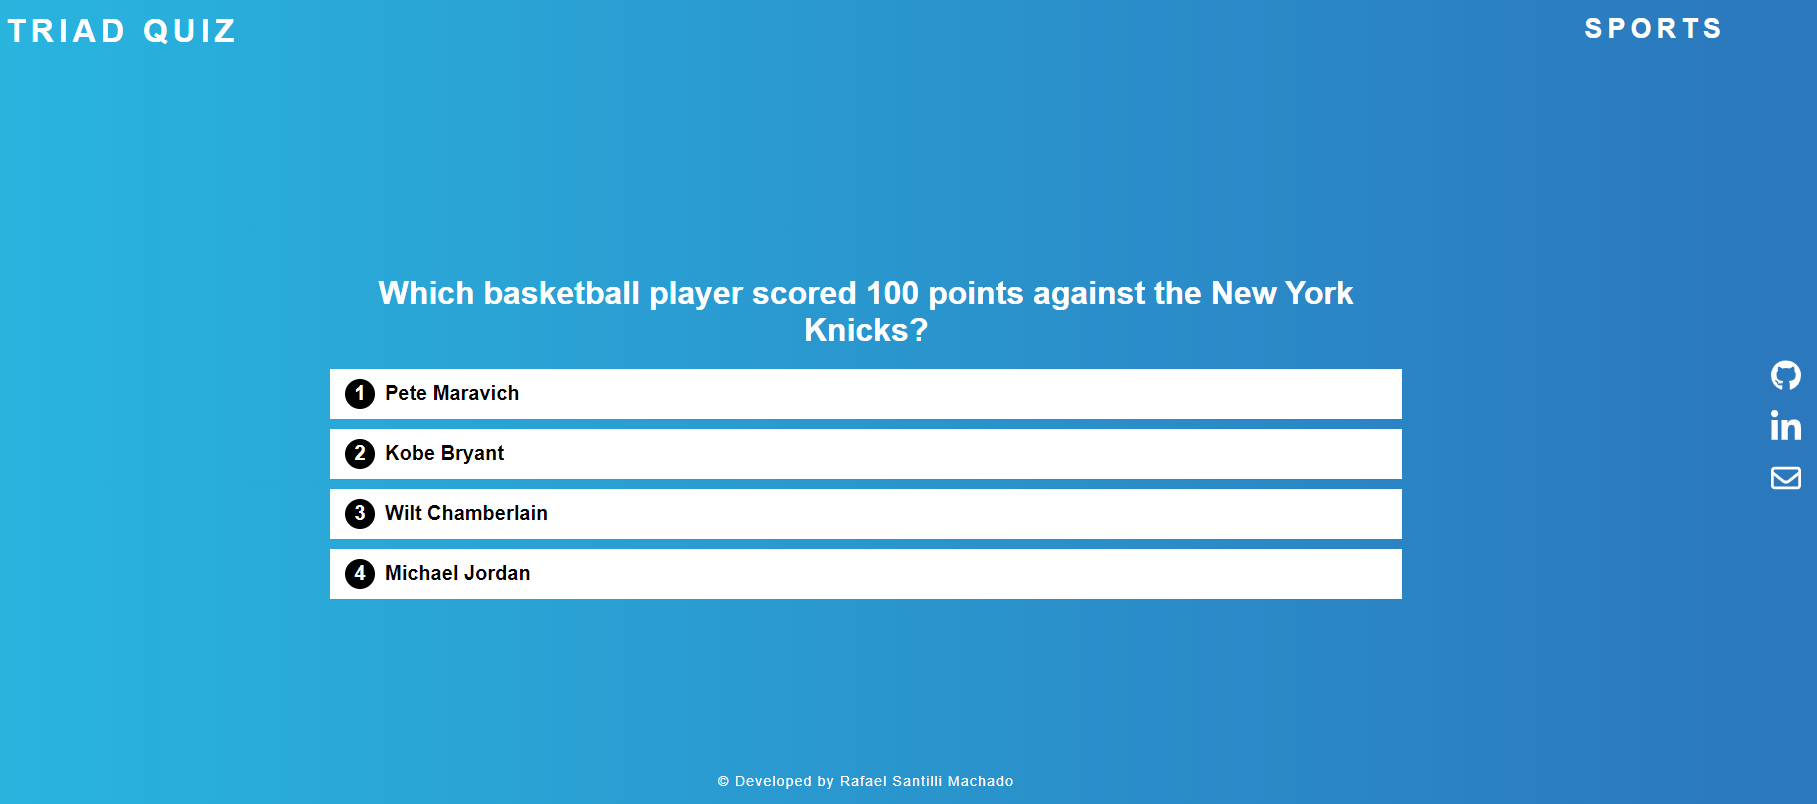 TRIAD QUIZ
SPORTS
Which basketball player scored 100 points against the New York
Knicks?
1 Pete Maravich
2 Kobe Bryant
3 Wilt Chamberlain
4 Michael Jordan
in
© Developed by Rafael Santilli Machado